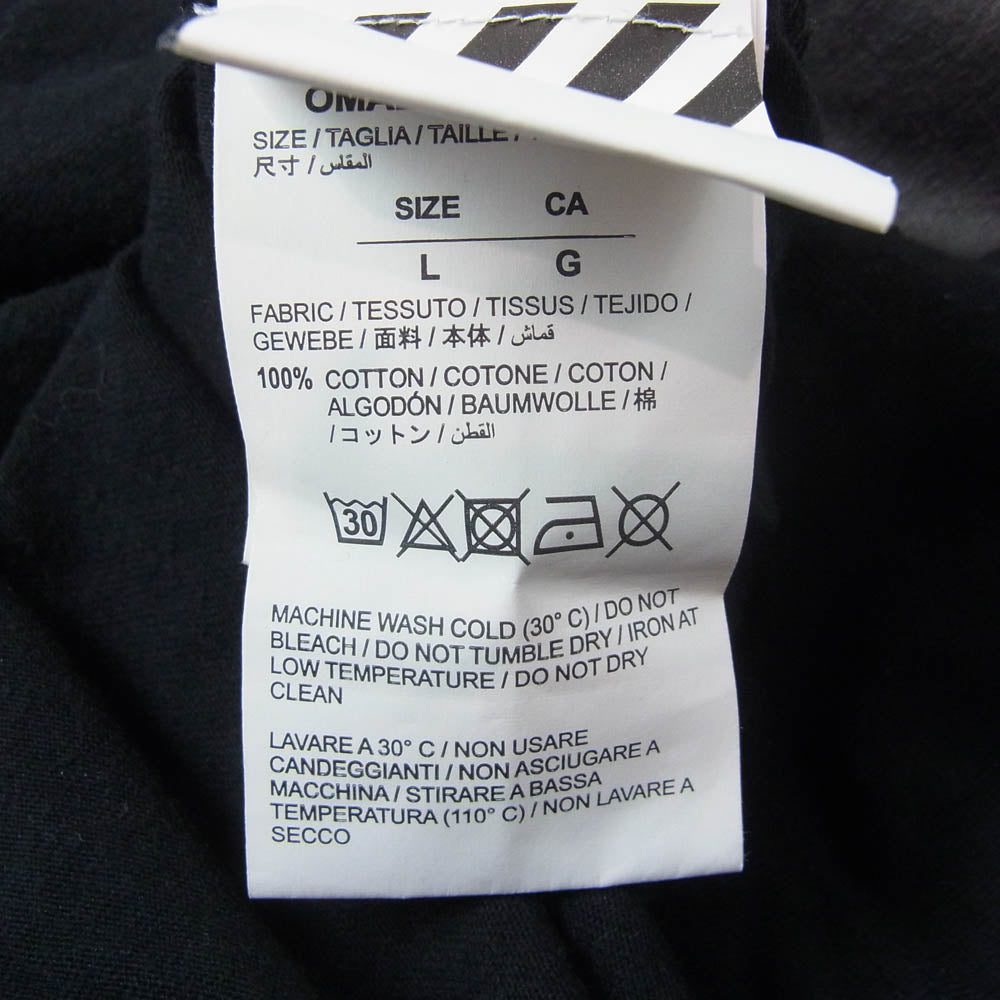 SIZE / TAGLIA / TAILLE /
尺寸 / المقاس
SIZE CA
L G
FABRIC / TESSUTO / TISSUS / TEJIDO /
GEWEBE / 面料 / 本体 / قماش
100% COTTON / COTONE / COTON /
ALGODÓN / BAUMWOLLE / 棉
/ コットン / القطن
30
MACHINE WASH COLD (30° C) / DO NOT
BLEACH / DO NOT TUMBLE DRY / IRON AT
LOW TEMPERATURE / DO NOT DRY
CLEAN
LAVARE A 30° C / NON USARE
CANDEGGIANTI / NON ASCIUGARE A
MACCHINA / STIRARE A BASSA
TEMPERATURA (110° C) / NON LAVARE A
SECCO